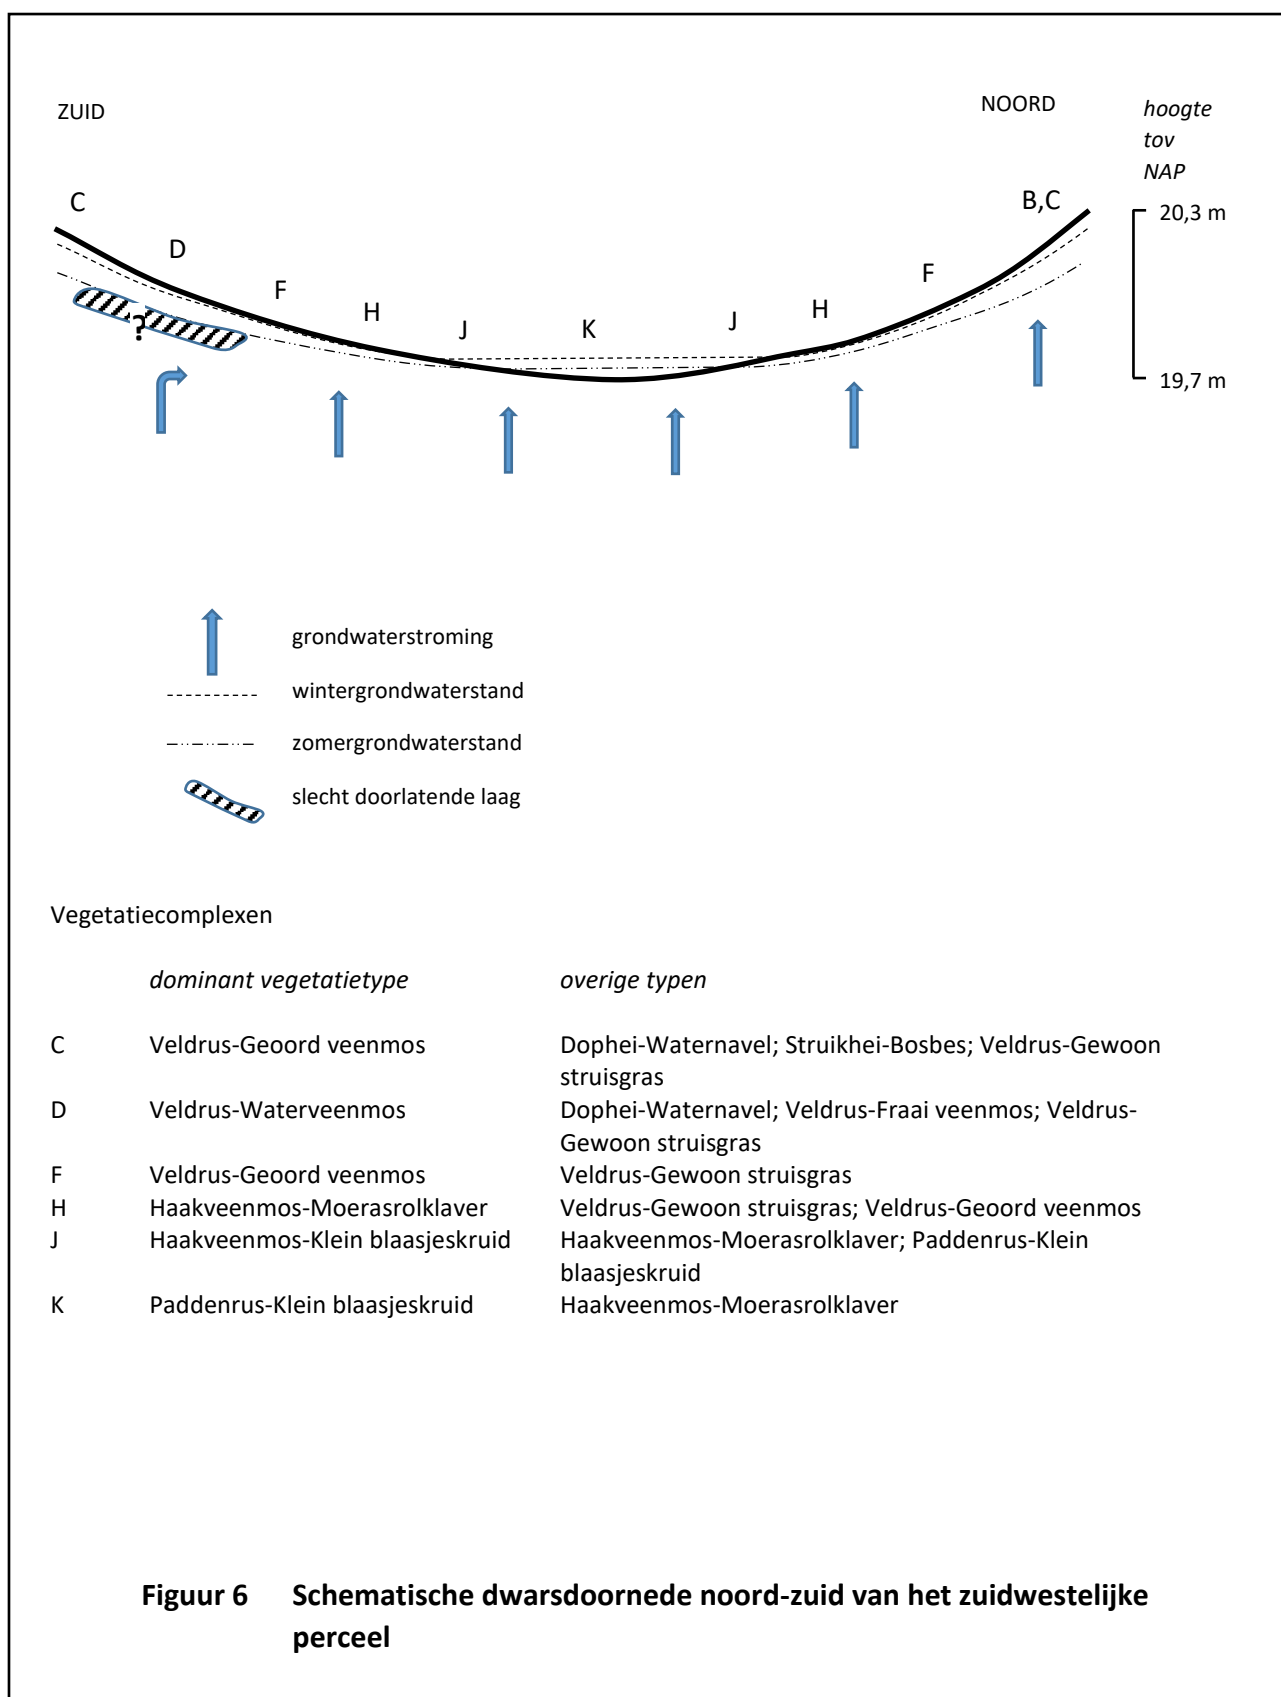 ZUID
NOORD
hoogte
tov
NAP
C
B,C
20,3 m
D
F
F
H
H
J
K
J
?
19,7 m
grondwaterstroming
wintergrondwaterstand
zomergrondwaterstand
slecht doorlatende laag
Vegetatiecomplexen
dominant vegetatietype overige typen
C Veldrus-Geoord veenmos Dophei-Waternavel; Struikhei-Bosbes; Veldrus-Gewoon
struisgras
D Veldrus-Waterveenmos Dophei-Waternavel; Veldrus-Fraai veenmos; Veldrus-
Gewoon struisgras
F Veldrus-Geoord veenmos Veldrus-Gewoon struisgras
H Haakveenmos-Moerasrolklaver Veldrus-Gewoon struisgras; Veldrus-Geoord veenmos
J Haakveenmos-Klein blaasjeskruid Haakveenmos-Moerasrolklaver; Paddenrus-Klein
blaasjeskruid
K Paddenrus-Klein blaasjeskruid Haakveenmos-Moerasrolklaver
Figuur 6 Schematische dwarsdoornede noord-zuid van het zuidwestelijke
perceel